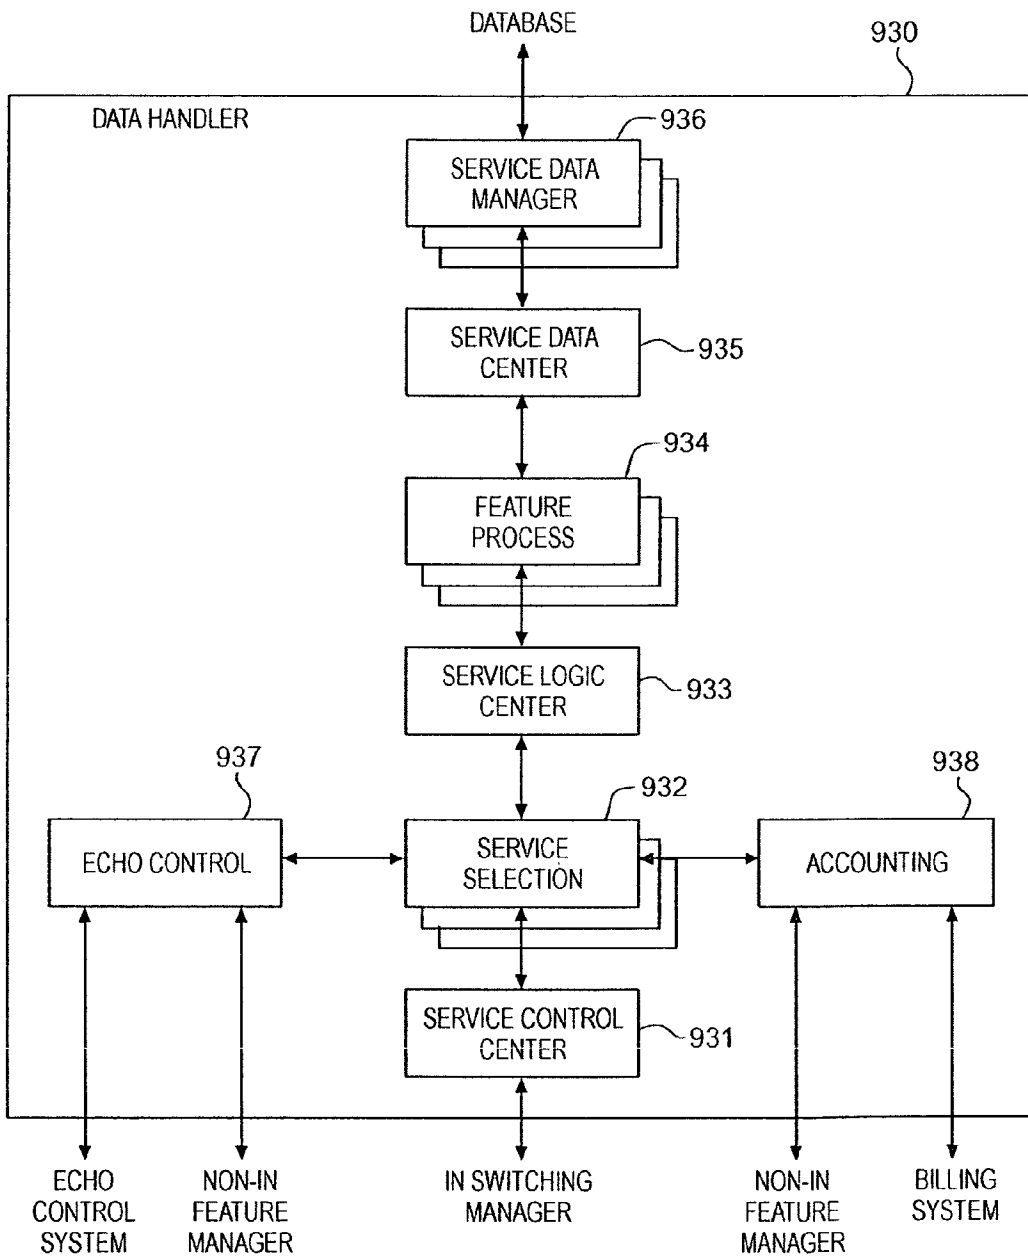 DATABASE
930
DATA HANDLER
936
SERVICE DATA
MANAGER
SERVICE DATA
CENTER
935
934
FEATURE
PROCESS
SERVICE LOGIC
CENTER
933
937
932
938
ECHO CONTROL
SERVICE
SELECTION
ACCOUNTING
SERVICE CONTROL
CENTER
931
ECHO
CONTROL
SYSTEM
NON-IN
FEATURE
MANAGER
IN SWITCHING
MANAGER
NON-IN
FEATURE
MANAGER
BILLING
SYSTEM